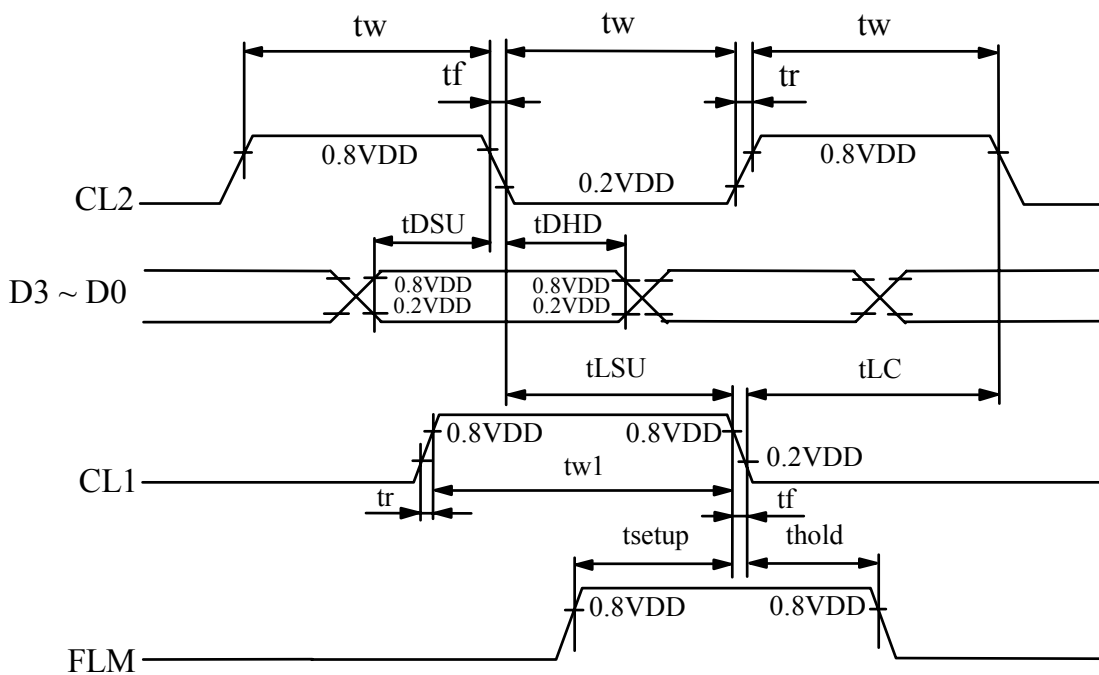 tw tw tw
tf tr
0.8VDD 0.8VDD
0.2VDD
CL2
tDSU tDHD
D3 ~ D0
0.8VDD 0.8VDD
0.2VDD 0.2VDD
tLSU tLC
0.8VDD 0.8VDD
0.2VDD
tw1
CL1
tr tf
tsetup thold
0.8VDD 0.8VDD
FLM